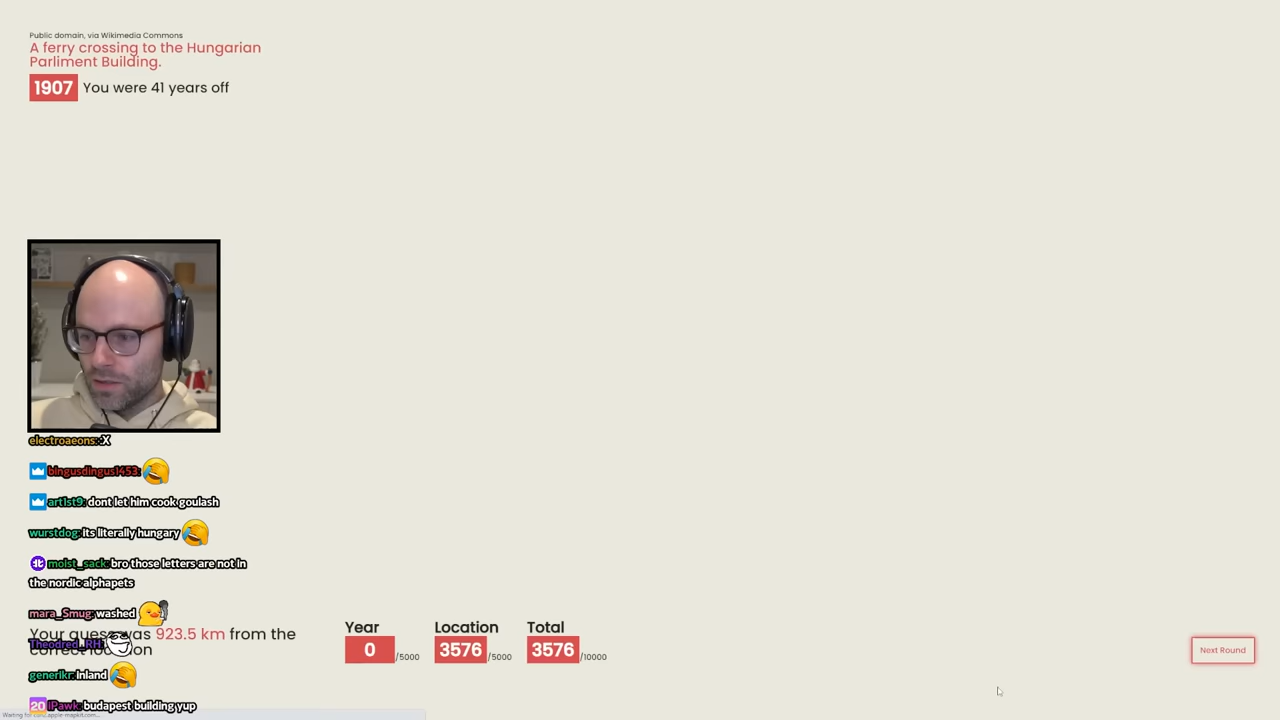 Public domain, via Wikimedia Commons
A ferry crossing to the Hungarian
Parliment Building.
1907 You were 41 years off
electroaeons: :X
bingusdingus1453:
art1st9: dont let him cook goulash
wurstdog: its literally hungary
moist_sack: bro those letters are not in
the nordic alphapets
mara_Smug: washed
Your guess was 923.5 km from the
Theodred_RH:
generikr: inland
20 IPawk: budapest building yup
Year
0 /5000
Location
3576 /5000
Total
3576 /10000
Next Round